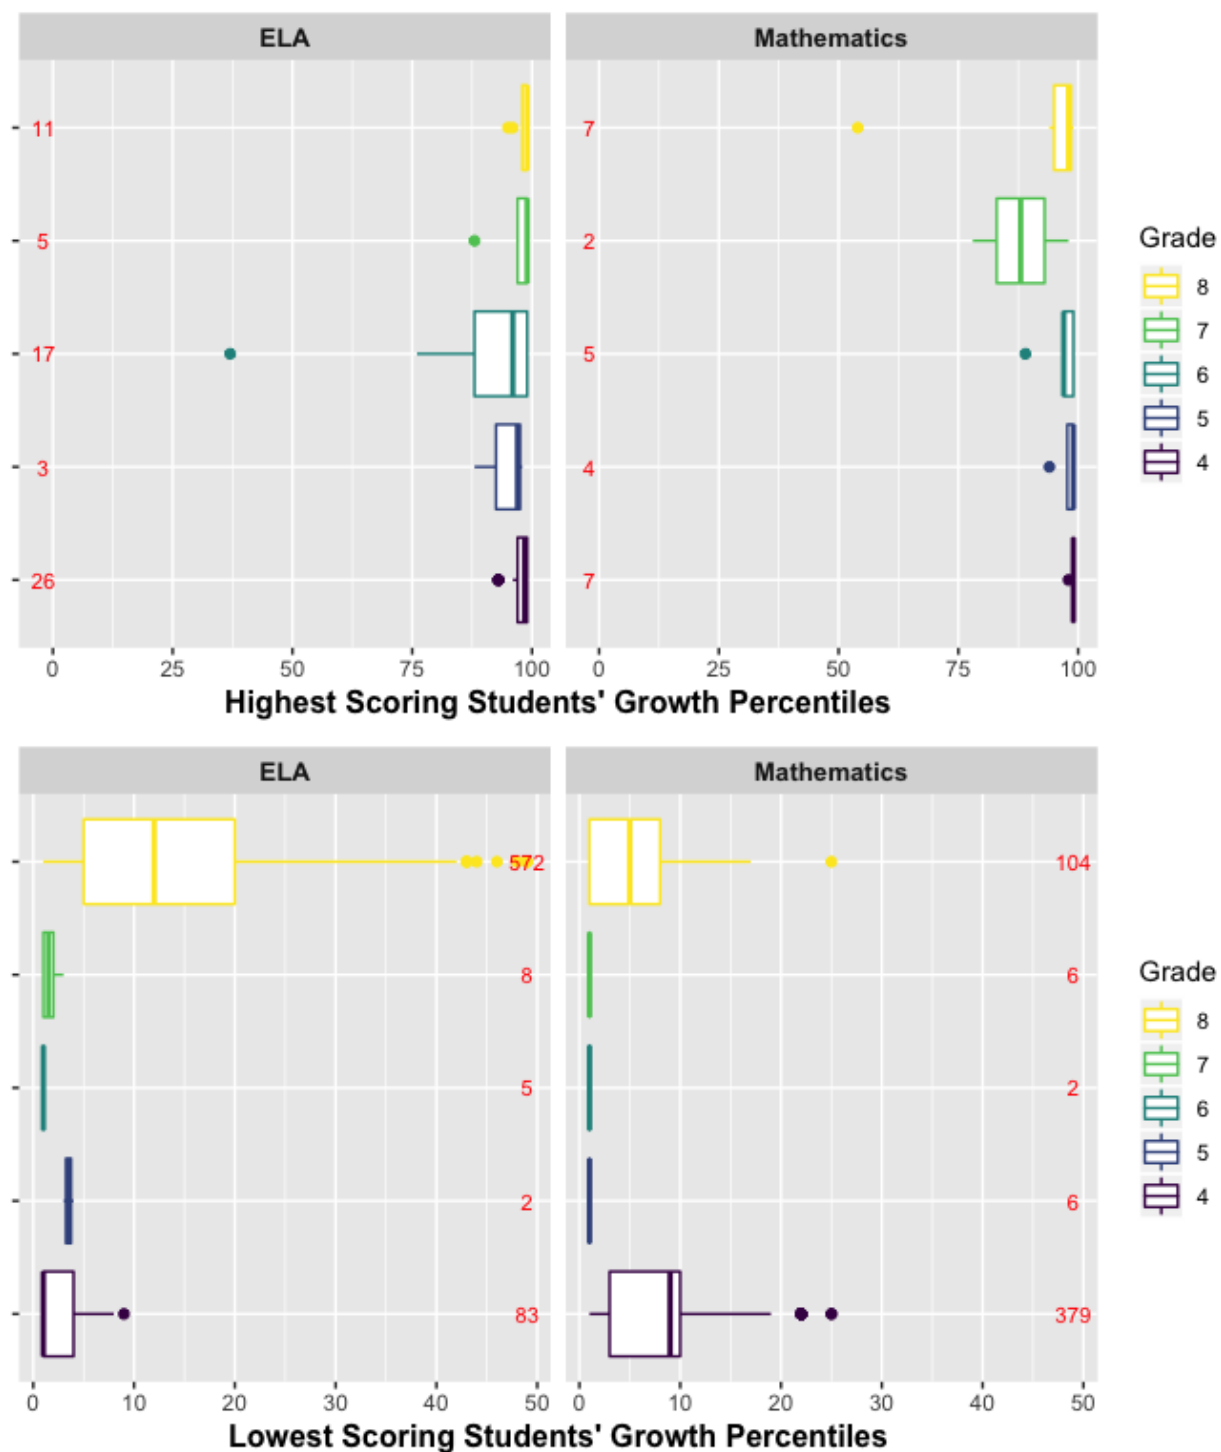 ELA Mathematics
11 7
5 2
17 5
3 4
26 7
0 25 50 75 100 0 25 50 75 100
Highest Scoring Students' Growth Percentiles
Grade
8
7
6
5
4
ELA Mathematics
572 104
8 6
5 2
2 6
83 379
0 10 20 30 40 50 0 10 20 30 40 50
Lowest Scoring Students' Growth Percentiles
Grade
8
7
6
5
4